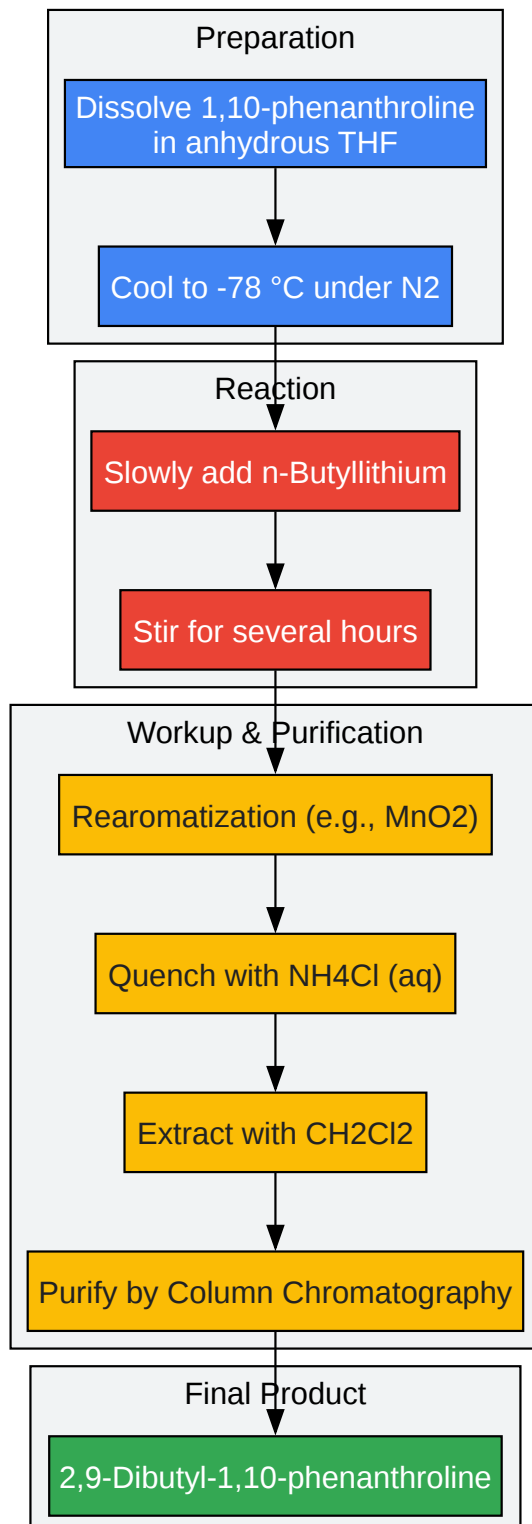 Preparation
Dissolve 1,10-phenanthroline
in anhydrous THF
Cool to -78 °C under N2
Reaction
Slowly add n-Butyllithium
Stir for several hours
Workup & Purification
Rearomatization (e.g., MnO2)
Quench with NH4Cl (aq)
Extract with CH2Cl2
Purify by Column Chromatography
Final Product
2,9-Dibutyl-1,10-phenanthroline